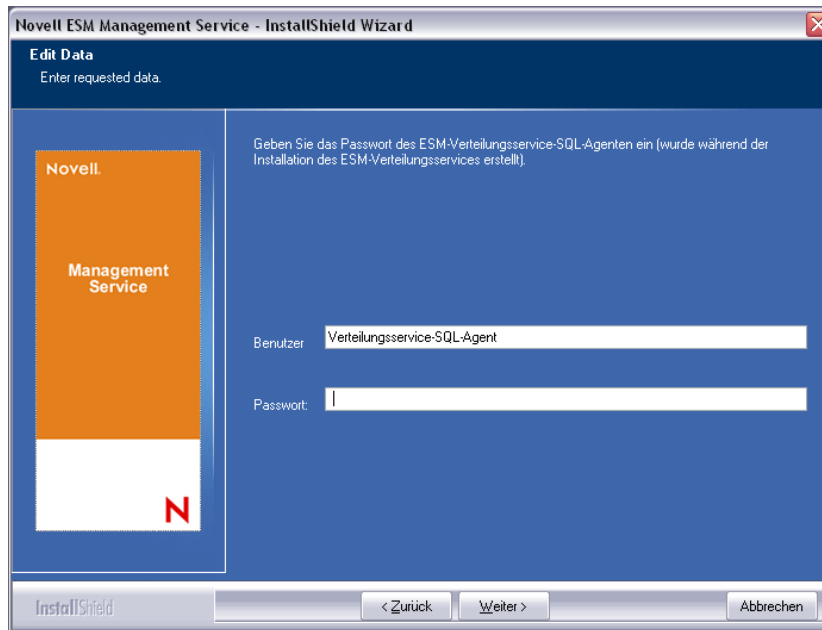 Novell ESM Management Service - InstallShield Wizard
Edit Data
Enter requested data.
Geben Sie das Passwort des ESM-Verteilungsservice-SQL-Agenten ein (wurde während der
Installation des ESM-Verteilungsservices erstellt).
Novell.
Management
Service
Benutzer
Verteilungsservice-SQL-Agent
Passwort:
N
InstallShield
< Zurück
Weiter >
Abbrechen